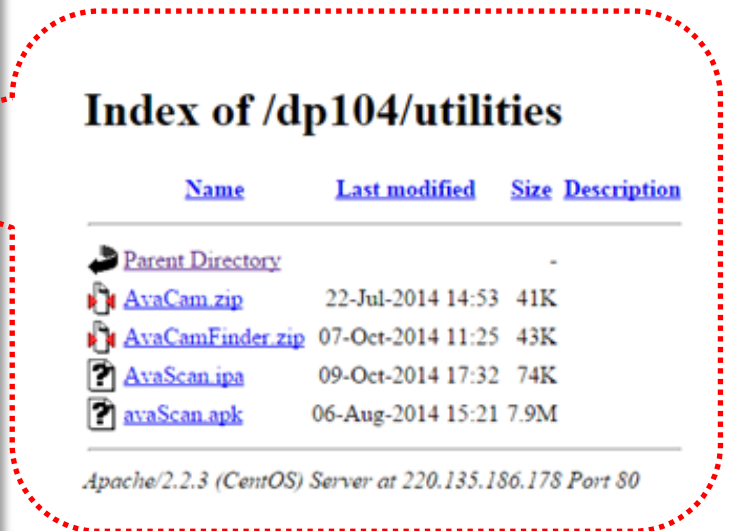 Index of /dp104/utilities
Name Last modified Size Description
Parent Directory -
AvaCam.zip 22-Jul-2014 14:53 41K
AvaCamFinder.zip 07-Oct-2014 11:25 43K
AvaScan.ipa 09-Oct-2014 17:32 74K
avaScan.apk 06-Aug-2014 15:21 7.9M
Apache/2.2.3 (CentOS) Server at 220.135.186.178 Port 80